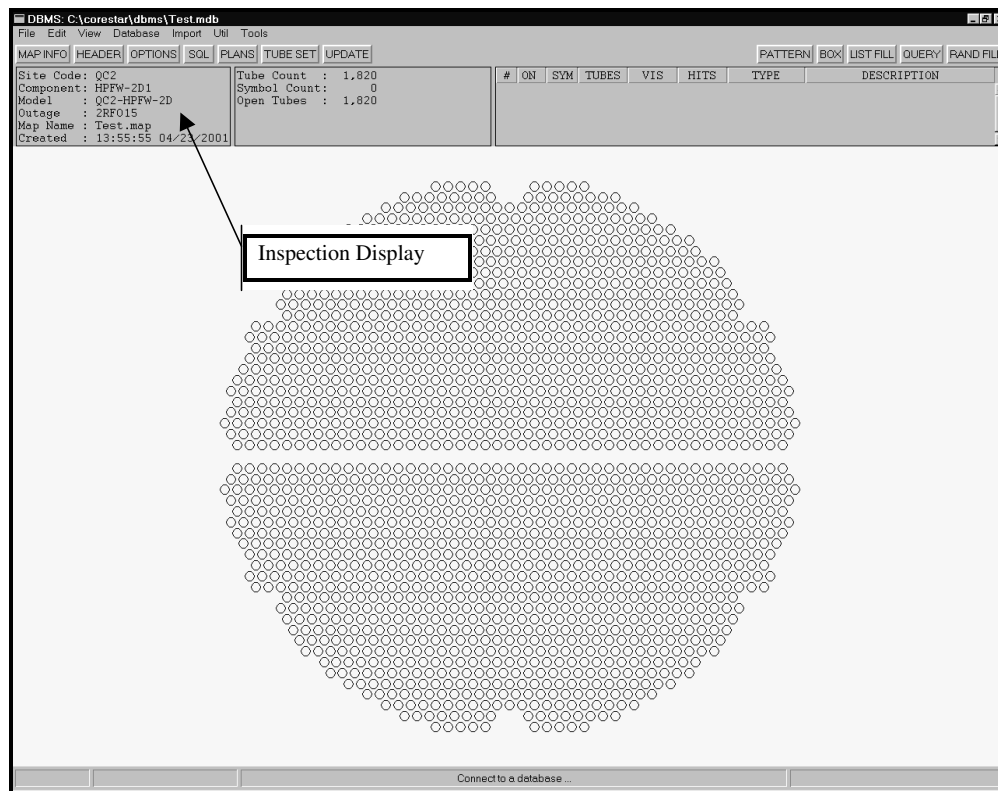 DBMS: C:\corestar\dbms\Test.mdb
File Edit View Database Import Util Tools
MAP INFO HEADER OPTIONS SQL PLANS TUBE SET UPDATE PATTERN BOX LIST FILL QUERY RAND FILL
Site Code: QC2
Component: HPFW-2D1
Model : QC2-HPFW-2D
Outage : 2RFO15
Map Name : Test.map
Created : 13:55:55 04/23/2001
Tube Count : 1,820
Symbol Count: 0
Open Tubes : 1,820
# ON SYM TUBES VIS HITS TYPE DESCRIPTION
Inspection Display
Connect to a database ...